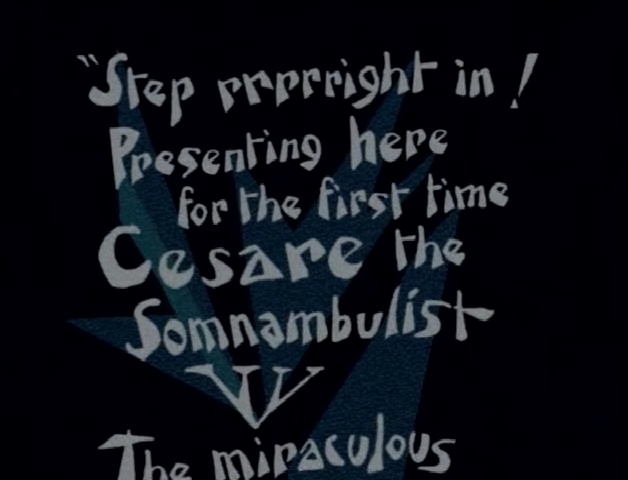 "Step rrrrright in!
Presenting here
for the first time
Cesare the
Somnambulist
The miraculous